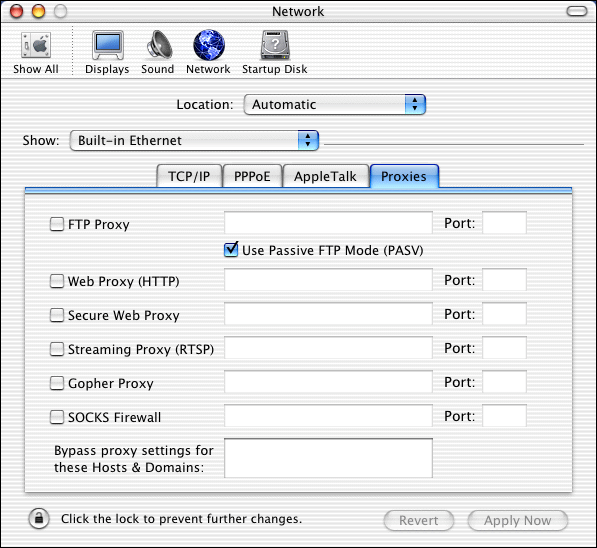 Network
Show All Displays Sound Network Startup Disk
Location: Automatic
Show: Built-in Ethernet
TCP/IP PPPoE AppleTalk Proxies
FTP Proxy Port:
Use Passive FTP Mode (PASV)
Web Proxy (HTTP) Port:
Secure Web Proxy Port:
Streaming Proxy (RTSP) Port:
Gopher Proxy Port:
SOCKS Firewall Port:
Bypass proxy settings for
these Hosts & Domains:
Click the lock to prevent further changes. Revert Apply Now